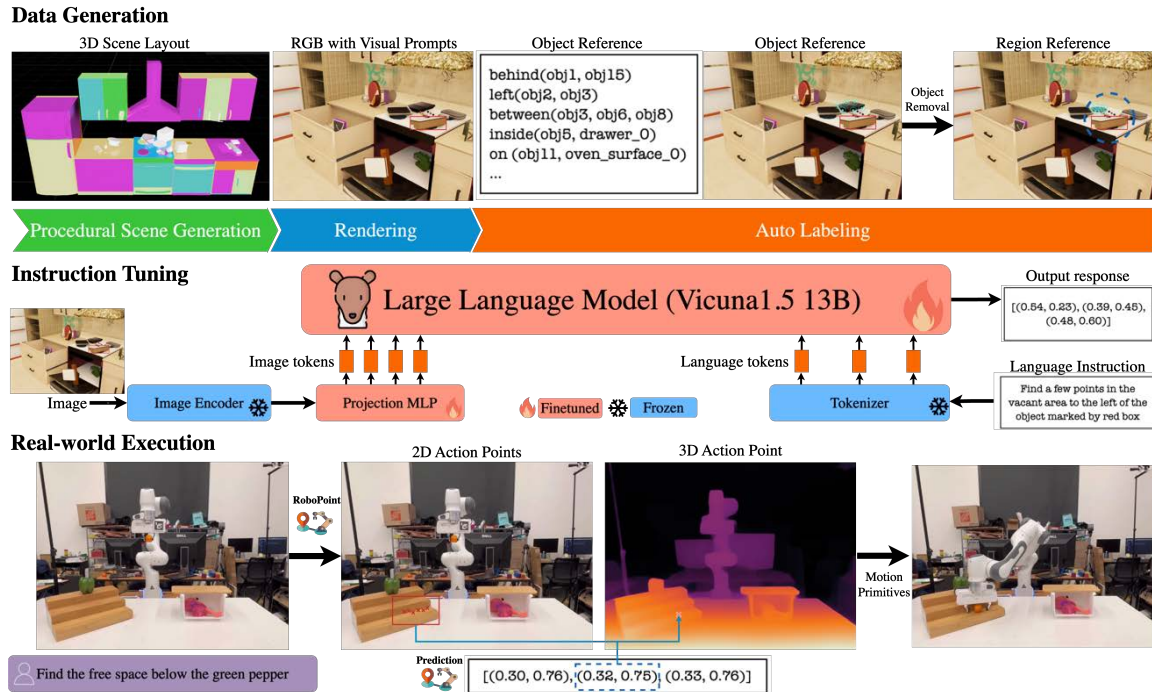 Data Generation
3D Scene Layout
RGB with Visual Prompts
Object Reference
Object Reference
Region Reference
behind(obj1, obj15)
left(obj2, obj3)
between(obj3, obj6, obj8)
inside(obj5, drawer_0)
on (obj11, oven_surface_0)
...
Object
Removal
Procedural Scene Generation
Rendering
Auto Labeling
Instruction Tuning
Large Language Model (Vicuna1.5 13B)
Output response
[(0.54, 0.23), (0.39, 0.45),
(0.48, 0.60)]
Image tokens
Language tokens
Language Instruction
Find a few points in the
vacant area to the left of the
object marked by red box
Image
Image Encoder
Projection MLP
Finetuned
Frozen
Tokenizer
Real-world Execution
2D Action Points
3D Action Point
RoboPoint
Motion
Primitives
Find the free space below the green pepper
Prediction
[(0.30, 0.76), (0.32, 0.75), (0.33, 0.76)]